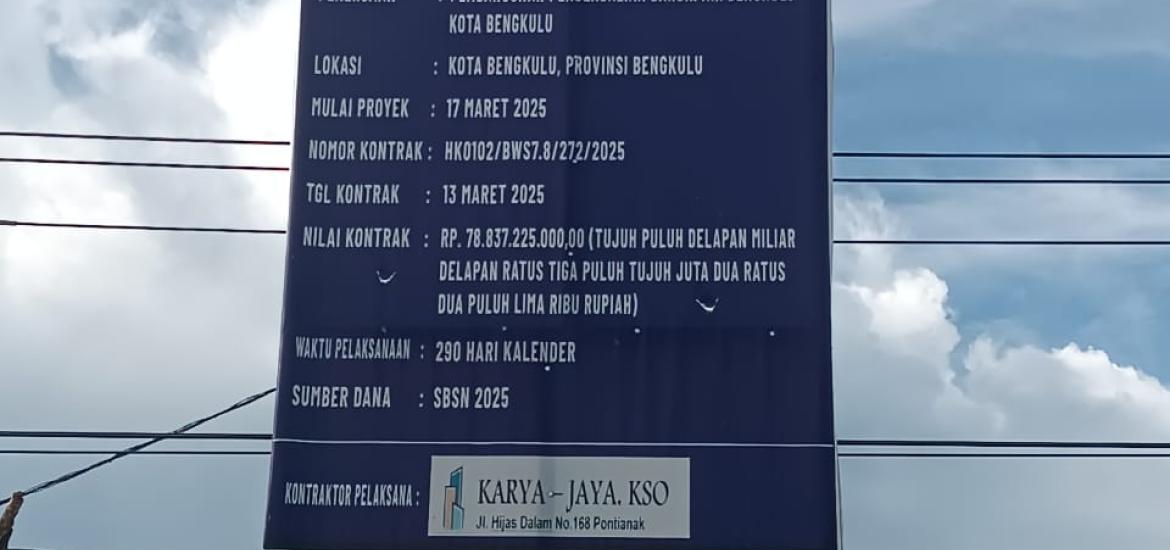 KOTA BENGKULU
LOKASI : KOTA BENGKULU, PROVINSI BENGKULU
MULAI PROYEK : 17 MARET 2025
NOMOR KONTRAK : HK0102/BWS7.8/272/2025
TGL KONTRAK : 13 MARET 2025
NILAI KONTRAK : RP. 78.837.225.000,00 (TUJUH PULUH DELAPAN MILIAR
DELAPAN RATUS TIGA PULUH TUJUH JUTA DUA RATUS
DUA PULUH LIMA RIBU RUPIAH)
WAKTU PELAKSANAAN : 290 HARI KALENDER
SUMBER DANA : SBSN 2025
KONTRAKTOR PELAKSANA : KARYA - JAYA. KSO
Jl. Hijas Dalam No.168 Pontianak